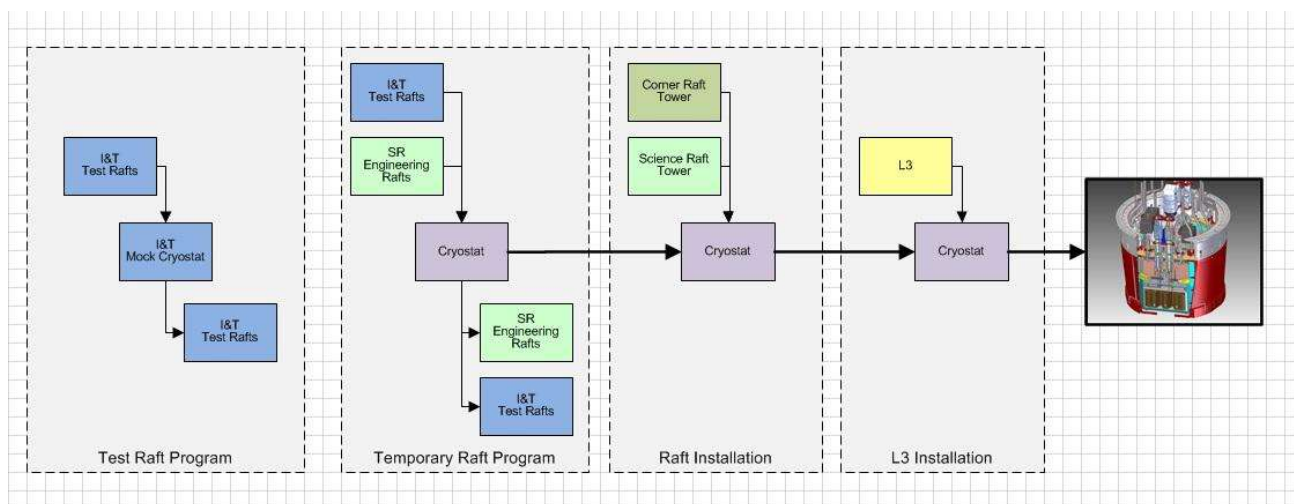 I&T
Test Rafts
I&T
Mock Cryostat
I&T
Test Rafts
Test Raft Program
I&T
Test Rafts
SR
Engineering
Rafts
Cryostat
SR
Engineering
Rafts
I&T
Test Rafts
Temporary Raft Program
Corner Raft
Tower
Science Raft
Tower
Cryostat
Raft Installation
L3
Cryostat
L3 Installation